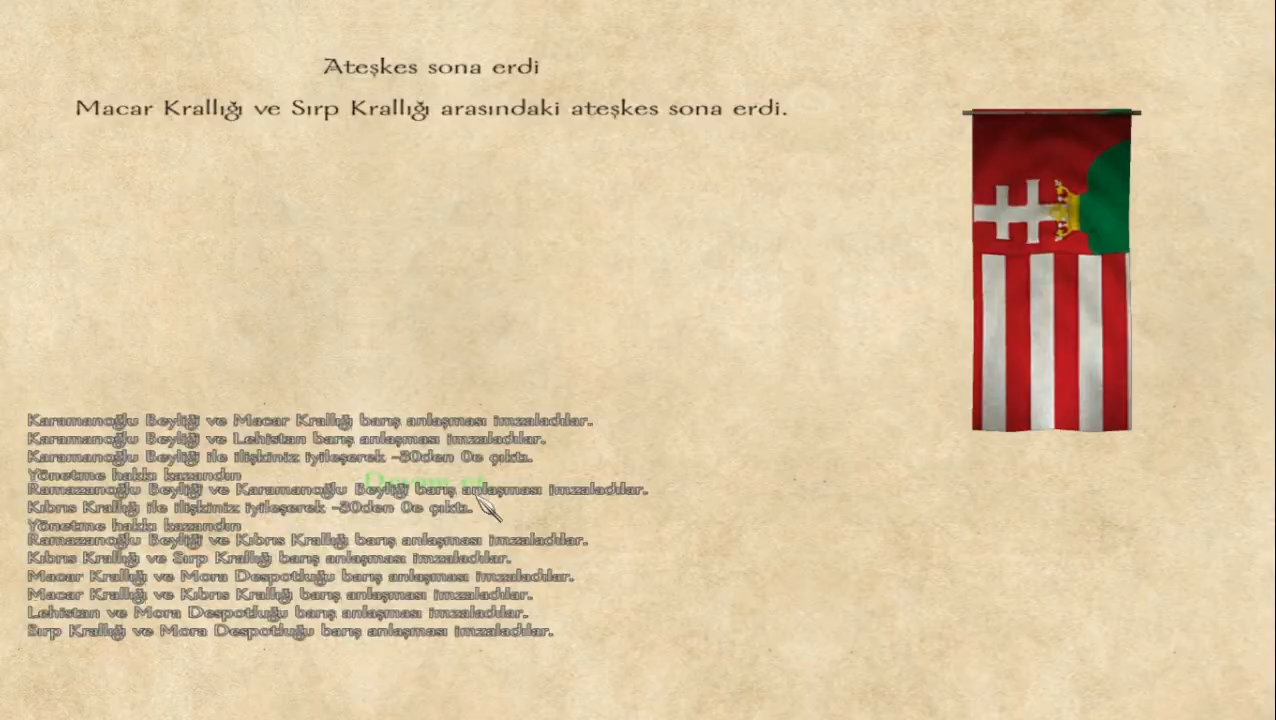 Ateşkes sona erdi
Macar Krallığı ve Sırp Krallığı arasındaki ateşkes sona erdi.
Karamanoğlu Beyliği ve Macar Krallığı barış anlaşması imzaladılar.
Karamanoğlu Beyliği ve Lehistan barış anlaşması imzaladılar.
Karamanoğlu Beyliği ile ilişkiniz iyileşerek -30den 0e çıktı.
Yönetme hakkı kazandın
Devam et
Ramazanoğlu Beyliği ve Karamanoğlu Beyliği barış anlaşması imzaladılar.
Kıbrıs Krallığı ile ilişkiniz iyileşerek -30den 0e çıktı.
Yönetme hakkı kazandın
Ramazanoğlu Beyliği ve Kıbrıs Krallığı barış anlaşması imzaladılar.
Kıbrıs Krallığı ve Sırp Krallığı barış anlaşması imzaladılar.
Macar Krallığı ve Mora Despotluğu barış anlaşması imzaladılar.
Macar Krallığı ve Kıbrıs Krallığı barış anlaşması imzaladılar.
Lehistan ve Mora Despotluğu barış anlaşması imzaladılar.
Sırp Krallığı ve Mora Despotluğu barış anlaşması imzaladılar.